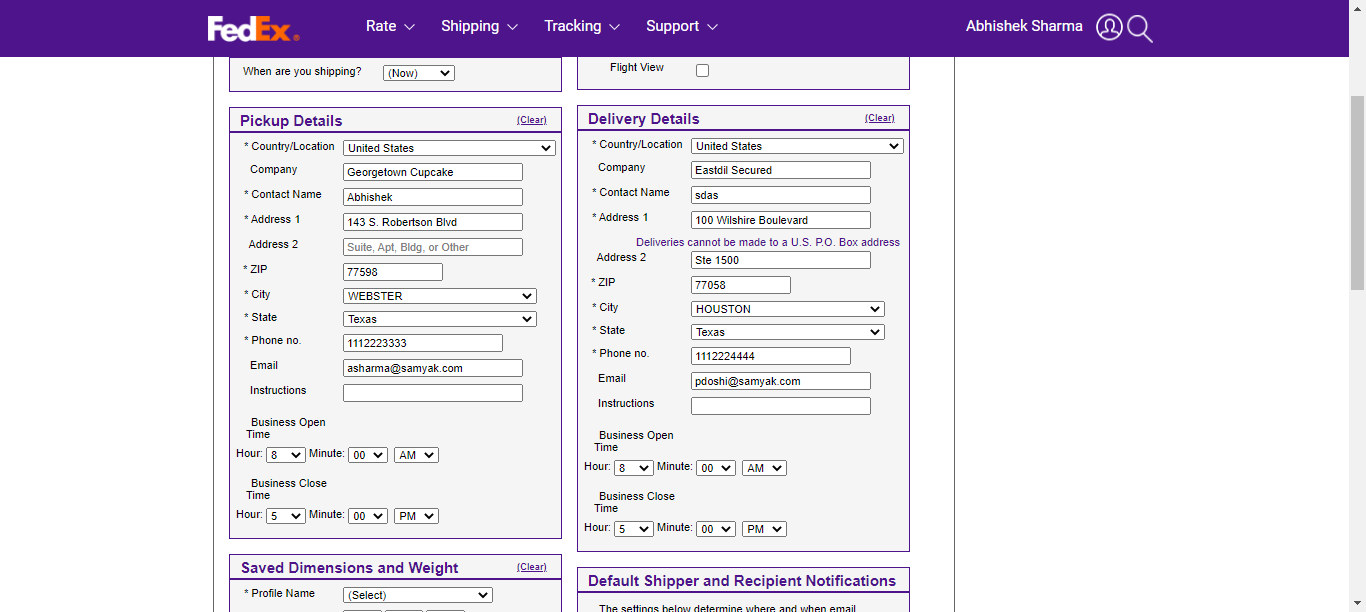 FedEx®
Rate
Shipping
Tracking
Support
Abhishek Sharma
When are you shipping? (Now)
Flight View
Pickup Details (Clear)
* Country/Location United States
Company Georgetown Cupcake
* Contact Name Abhishek
* Address 1 143 S. Robertson Blvd
Address 2 Suite, Apt, Bldg, or Other
* ZIP 77598
* City WEBSTER
* State Texas
* Phone no. 1112223333
Email asharma@samyak.com
Instructions
Business Open
Time
Hour: 8 Minute: 00 AM
Business Close
Time
Hour: 5 Minute: 00 PM
Saved Dimensions and Weight (Clear)
* Profile Name (Select)
Delivery Details (Clear)
* Country/Location United States
Company Eastdil Secured
* Contact Name sdas
* Address 1 100 Wilshire Boulevard
Deliveries cannot be made to a U.S. P.O. Box address
Address 2 Ste 1500
* ZIP 77058
* City HOUSTON
* State Texas
* Phone no. 1112224444
Email pdoshi@samyak.com
Instructions
Business Open
Time
Hour: 8 Minute: 00 AM
Business Close
Time
Hour: 5 Minute: 00 PM
Default Shipper and Recipient Notifications
The settings below determine where and when email